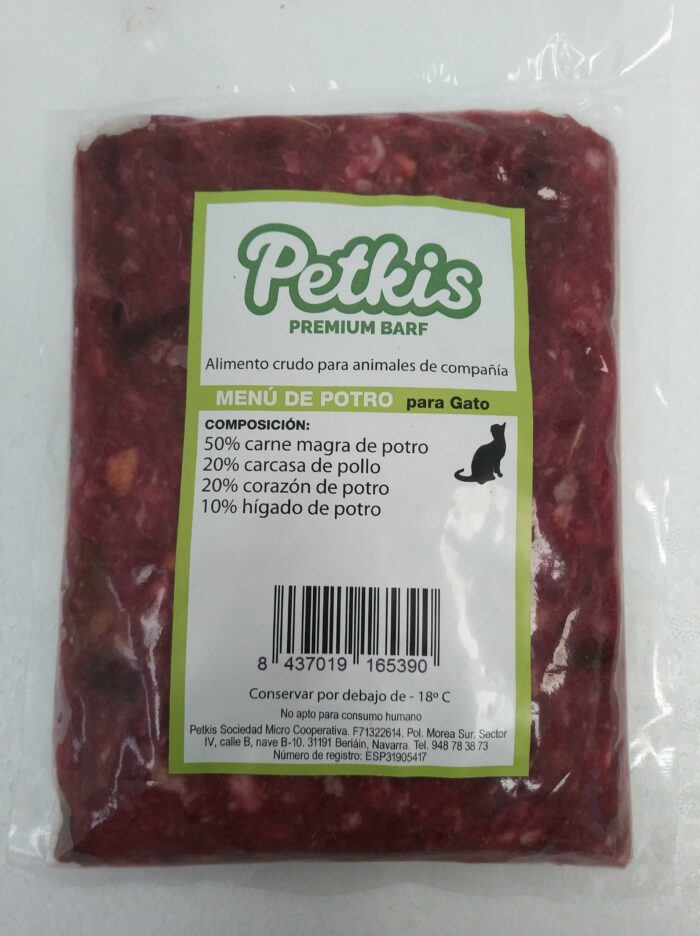 Petkis
PREMIUM BARF
Alimento crudo para animales de compañía
MENÚ DE POTRO para Gato
COMPOSICIÓN:
50% carne magra de potro
20% carcasa de pollo
20% corazón de potro
10% hígado de potro
8 437019 165390
Conservar por debajo de - 18º C
No apto para consumo humano
Petkis Sociedad Micro Cooperativa. F71322614. Pol. Morea Sur. Sector
IV, calle B, nave B-10. 31191 Beriáin, Navarra. Tel. 948 78 38 73
Número de registro: ESP31905417